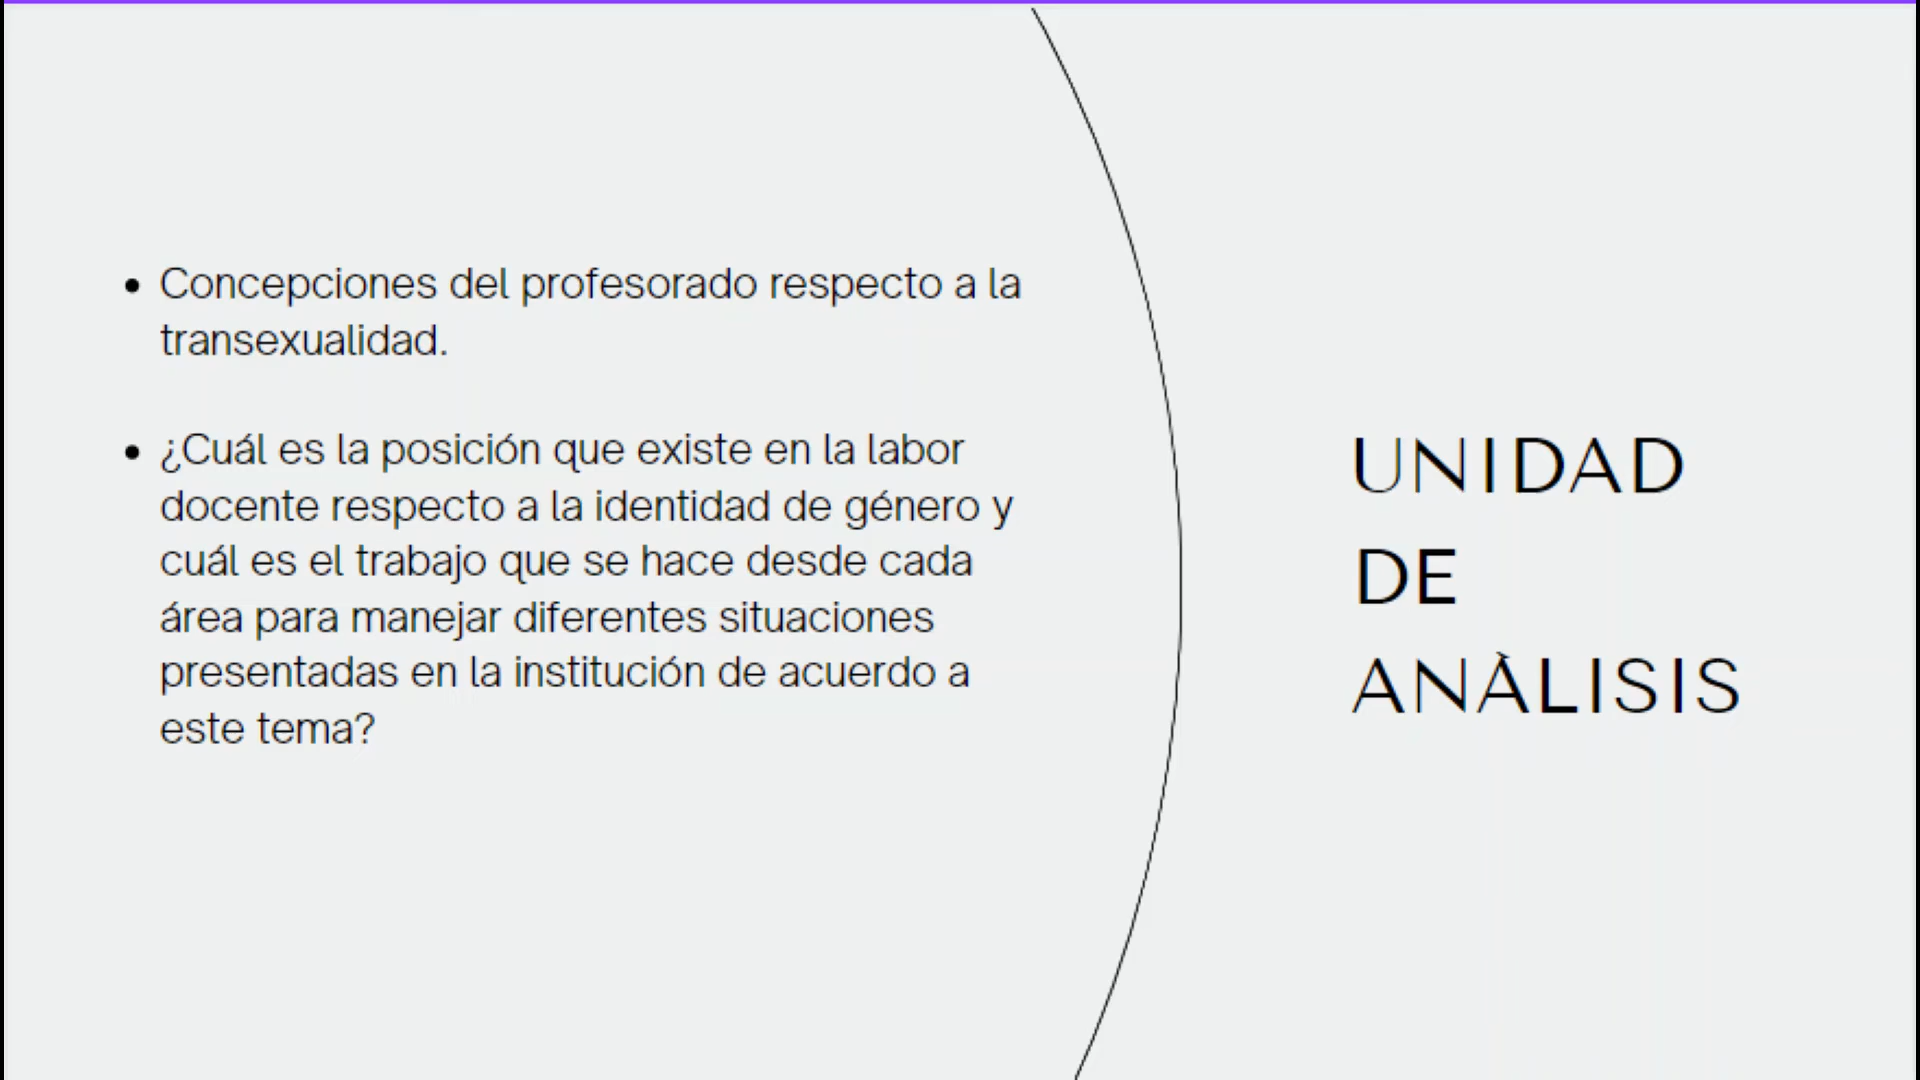 • Concepciones del profesorado respecto a la
transexualidad.
• ¿Cuál es la posición que existe en la labor
docente respecto a la identidad de género y
cuál es el trabajo que se hace desde cada
área para manejar diferentes situaciones
presentadas en la institución de acuerdo a
este tema?
UNIDAD
DE
ANÀLISIS